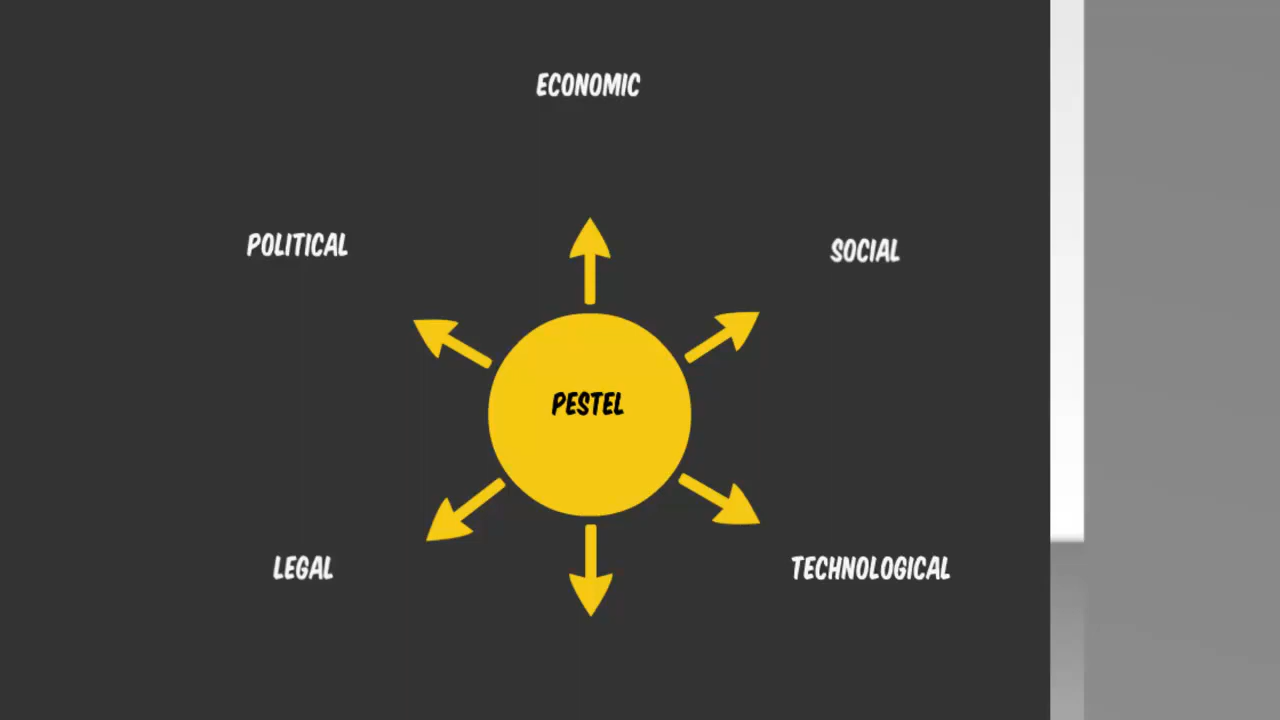 ECONOMIC
POLITICAL
SOCIAL
PESTEL
LEGAL
TECHNOLOGICAL